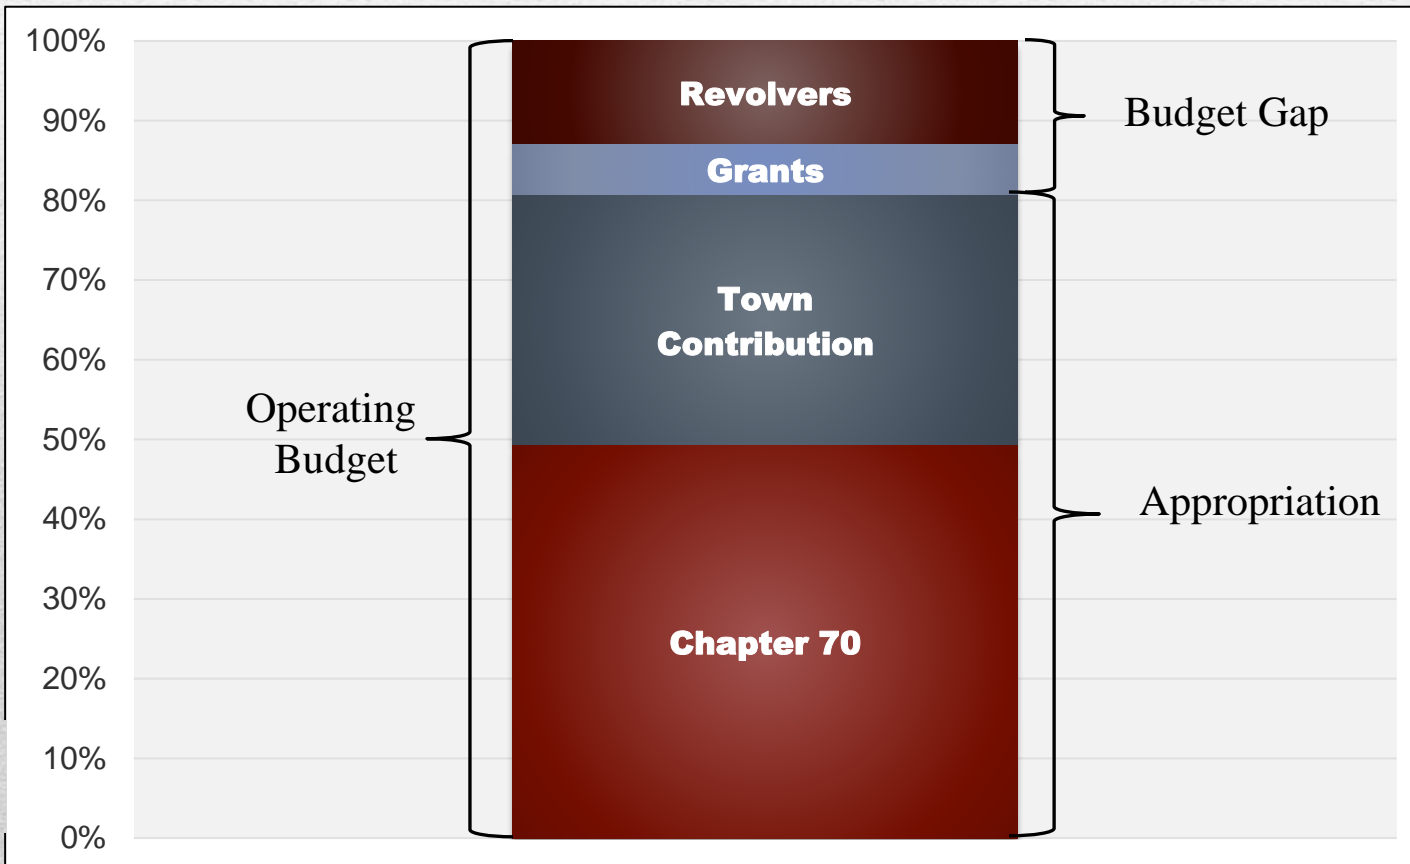 100%
90%
80%
70%
60%
50%
40%
30%
20%
10%
0%
Operating
Budget
Revolvers
Grants
Town
Contribution
Chapter 70
Budget Gap
Appropriation